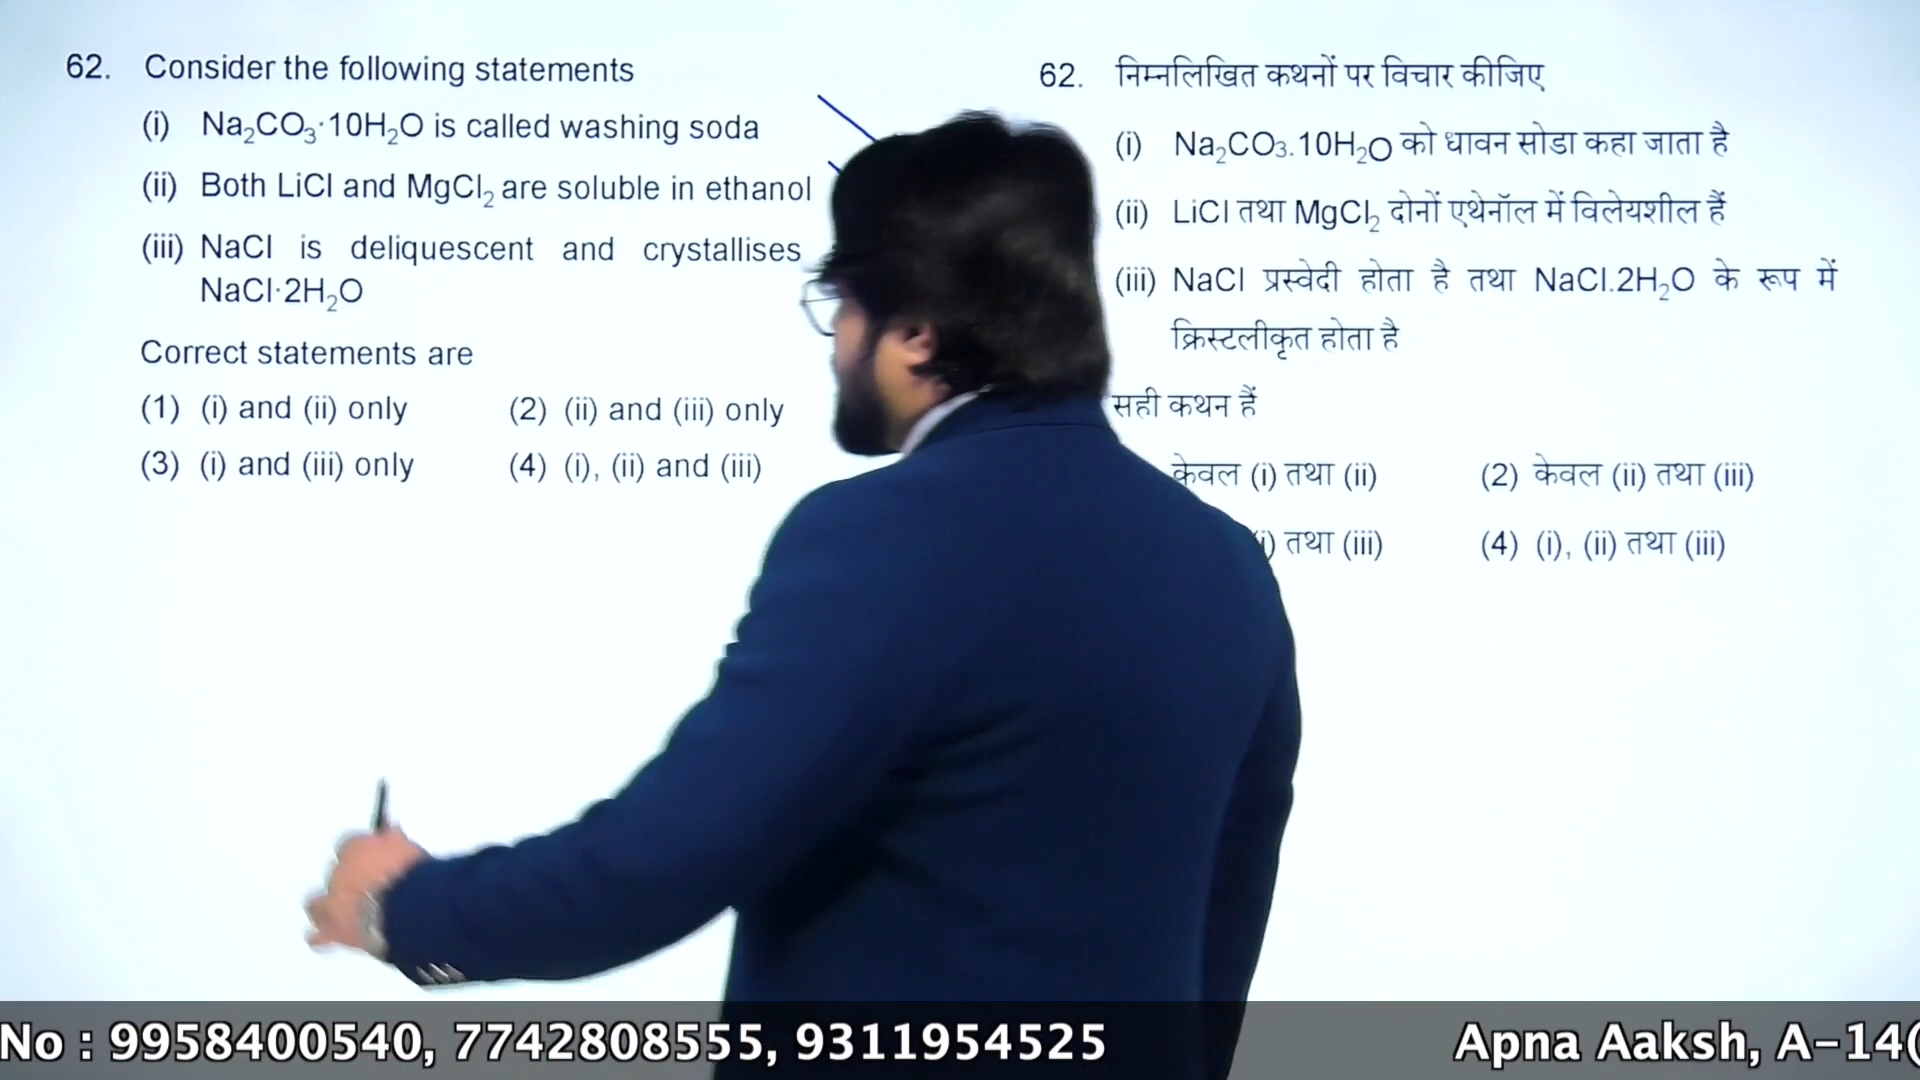 62. Consider the following statements
(i) Na₂CO₃·10H₂O is called washing soda
(ii) Both LiCl and MgCl₂ are soluble in ethanol
(iii) NaCl is deliquescent and crystallises
NaCl·2H₂O
Correct statements are
(1) (i) and (ii) only (2) (ii) and (iii) only
(3) (i) and (iii) only (4) (i), (ii) and (iii)
62. निम्नलिखित कथनों पर विचार कीजिए
(i) Na₂CO₃.10H₂O को धावन सोडा कहा जाता है
(ii) LiCl तथा MgCl₂ दोनों एथेनॉल में विलेयशील हैं
(iii) NaCl प्रस्वेदी होता है तथा NaCl.2H₂O के रूप में
क्रिस्टलीकृत होता है
सही कथन हैं
केवल (i) तथा (ii) (2) केवल (ii) तथा (iii)
तथा (iii) (4) (i), (ii) तथा (iii)
No : 9958400540, 7742808555, 9311954525 Apna Aaksh, A-14(